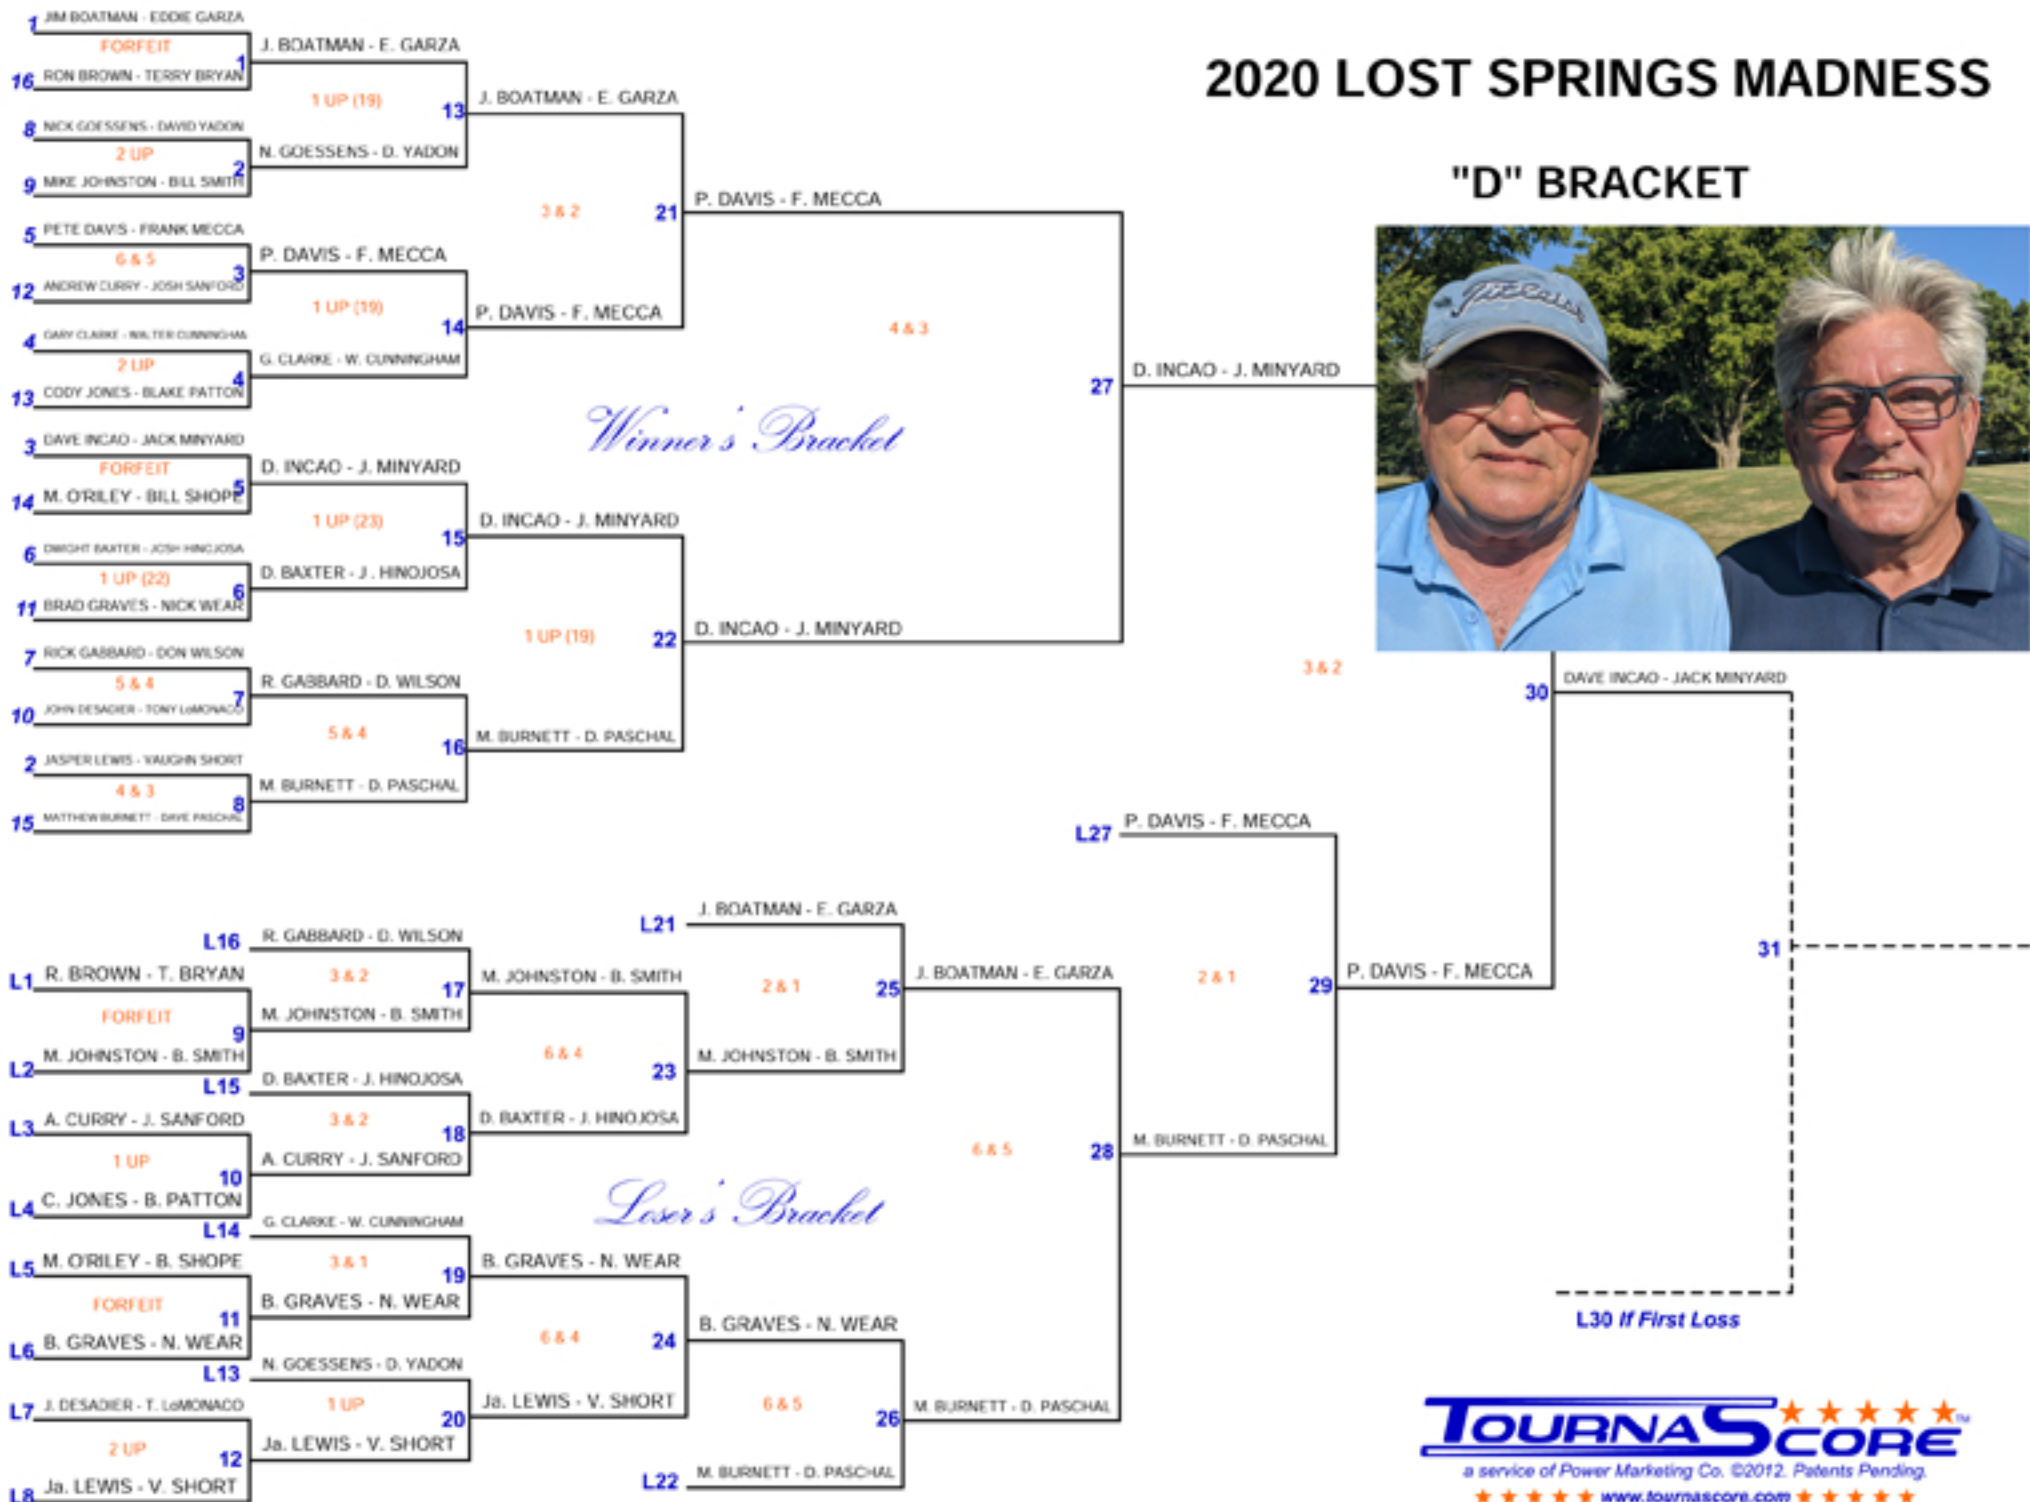 2020 LOST SPRINGS MADNESS
"D" BRACKET
Winner's Bracket
1 JIM BOATMAN - EDDIE GARZA
FORFEIT
1
16 RON BROWN - TERRY BRYAN
8 NICK GOESSENS - DAVID YADON
2 UP
2
9 MIKE JOHNSTON - BILL SMITH
5 PETE DAVIS - FRANK MECCA
6 & 5
3
12 ANDREW CURRY - JOSH SANFORD
4 GARY CLARKE - WALTER CUNNINGHAM
2 UP
4
13 CODY JONES - BLAKE PATTON
3 DAVE INCAO - JACK MINYARD
FORFEIT
5
14 M. O'RILEY - BILL SHOPE
6 DWIGHT BAXTER - JOSH HINOJOSA
1 UP (22)
6
11 BRAD GRAVES - NICK WEAR
7 RICK GABBARD - DON WILSON
5 & 4
7
10 JOHN DESADIER - TONY LoMONACO
2 JASPER LEWIS - VAUGHN SHORT
4 & 3
8
15 MATTHEW BURNETT - DAVE PASCHAL
J. BOATMAN - E. GARZA
1 UP (19)
13
N. GOESSENS - D. YADON
P. DAVIS - F. MECCA
1 UP (19)
14
G. CLARKE - W. CUNNINGHAM
D. INCAO - J. MINYARD
1 UP (23)
15
D. BAXTER - J. HINOJOSA
R. GABBARD - D. WILSON
5 & 4
16
M. BURNETT - D. PASCHAL
J. BOATMAN - E. GARZA
3 & 2
21
P. DAVIS - F. MECCA
D. INCAO - J. MINYARD
1 UP (19)
22
M. BURNETT - D. PASCHAL
P. DAVIS - F. MECCA
4 & 3
27
D. INCAO - J. MINYARD
D. INCAO - J. MINYARD
Titleist
3 & 2
30
DAVE INCAO - JACK MINYARD
31
L30 If First Loss
Loser's Bracket
L1 R. BROWN - T. BRYAN
FORFEIT
9
L2 M. JOHNSTON - B. SMITH
L3 A. CURRY - J. SANFORD
1 UP
10
L4 C. JONES - B. PATTON
L5 M. O'RILEY - B. SHOPE
FORFEIT
11
L6 B. GRAVES - N. WEAR
L7 J. DESADIER - T. LoMONACO
2 UP
12
L8 Ja. LEWIS - V. SHORT
L16 R. GABBARD - D. WILSON
3 & 2
17
M. JOHNSTON - B. SMITH
L15 D. BAXTER - J. HINOJOSA
3 & 2
18
A. CURRY - J. SANFORD
L14 G. CLARKE - W. CUNNINGHAM
3 & 1
19
B. GRAVES - N. WEAR
L13 N. GOESSENS - D. YADON
1 UP
20
Ja. LEWIS - V. SHORT
M. JOHNSTON - B. SMITH
6 & 4
23
D. BAXTER - J. HINOJOSA
B. GRAVES - N. WEAR
6 & 4
24
Ja. LEWIS - V. SHORT
L21 J. BOATMAN - E. GARZA
2 & 1
25
M. JOHNSTON - B. SMITH
B. GRAVES - N. WEAR
6 & 5
26
L22 M. BURNETT - D. PASCHAL
J. BOATMAN - E. GARZA
6 & 5
28
M. BURNETT - D. PASCHAL
L27 P. DAVIS - F. MECCA
2 & 1
29
M. BURNETT - D. PASCHAL
P. DAVIS - F. MECCA
TOURNASCORE™
a service of Power Marketing Co. ©2012. Patents Pending.
www.tournascore.com